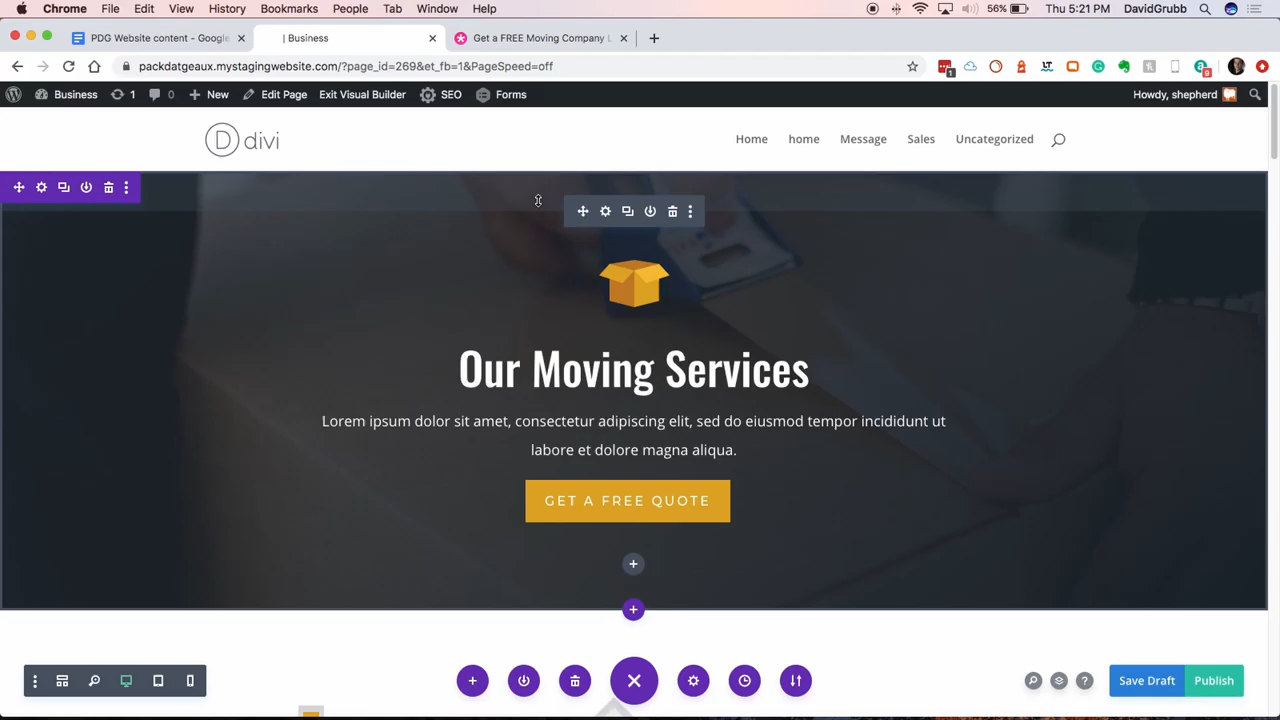 Chrome File Edit View History Bookmarks People Tab Window Help 56% Thu 5:21 PM DavidGrubb
PDG Website content - Google | Business Get a FREE Moving Company L
packdatgeaux.mystagingwebsite.com/?page_id=269&et_fb=1&PageSpeed=off
Business 1 0 New Edit Page Exit Visual Builder SEO Forms Howdy, shepherd
D divi Home home Message Sales Uncategorized
Our Moving Services
Lorem ipsum dolor sit amet, consectetur adipiscing elit, sed do eiusmod tempor incididunt ut
labore et dolore magna aliqua.
GET A FREE QUOTE
Save Draft Publish